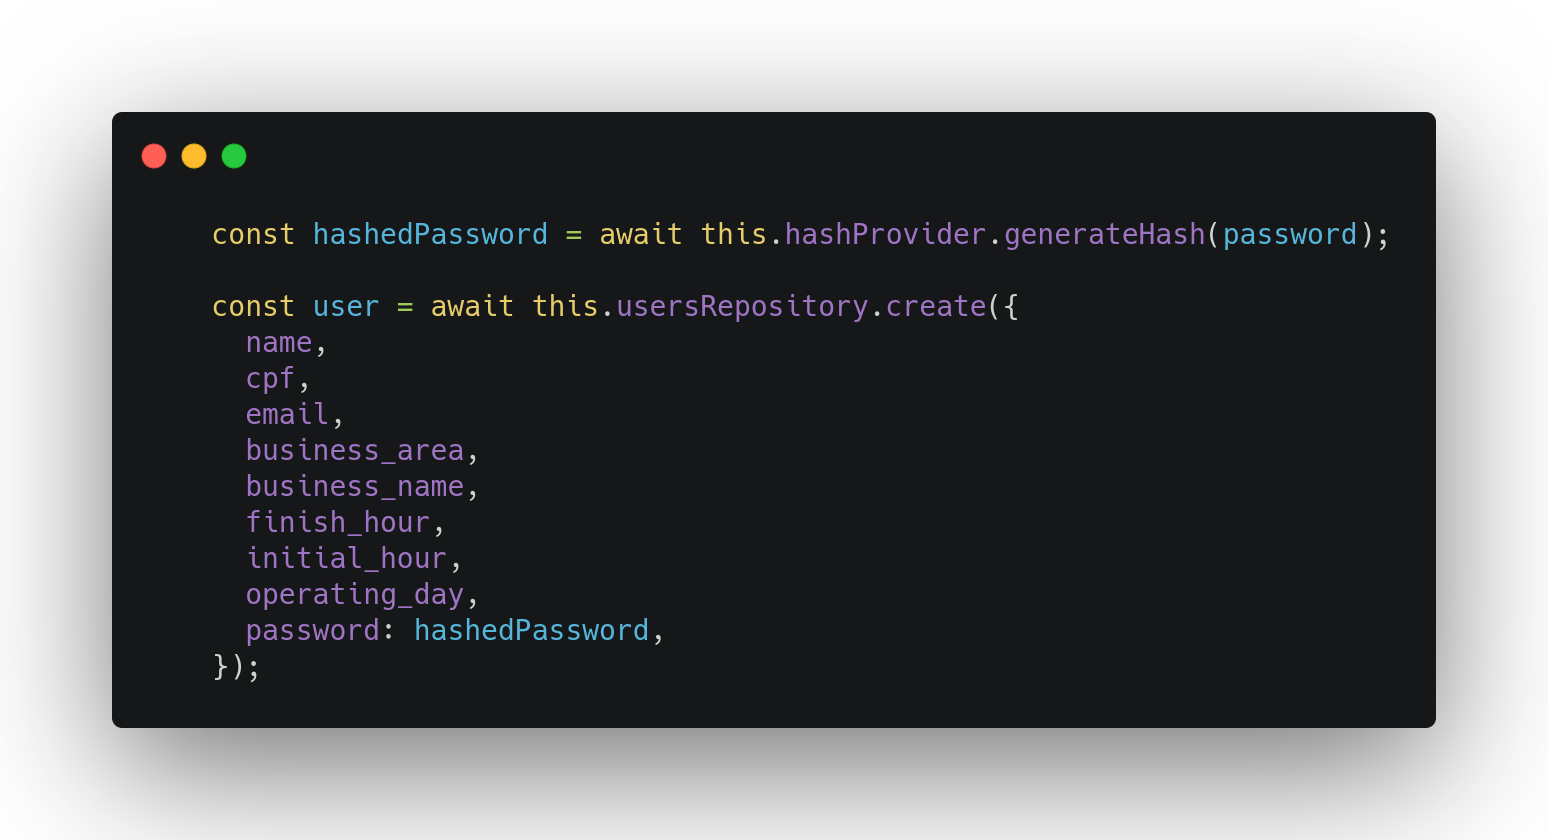 const hashedPassword = await this.hashProvider.generateHash(password);
const user = await this.usersRepository.create({
name,
cpf,
email,
business_area,
business_name,
finish_hour,
initial_hour,
operating_day,
password: hashedPassword,
});